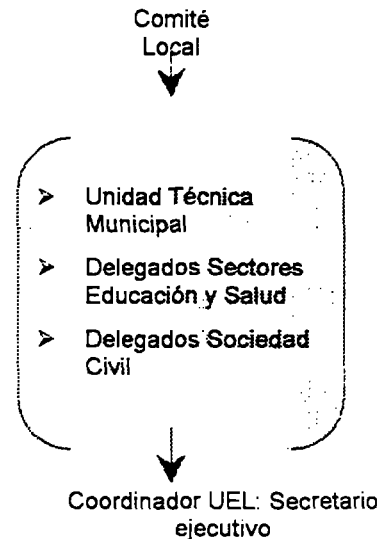 Comité
Local
➤ Unidad Técnica
Municipal
➤ Delegados Sectores
Educación y Salud
➤ Delegados Sociedad
Civil
Coordinador UEL: Secretario
ejecutivo